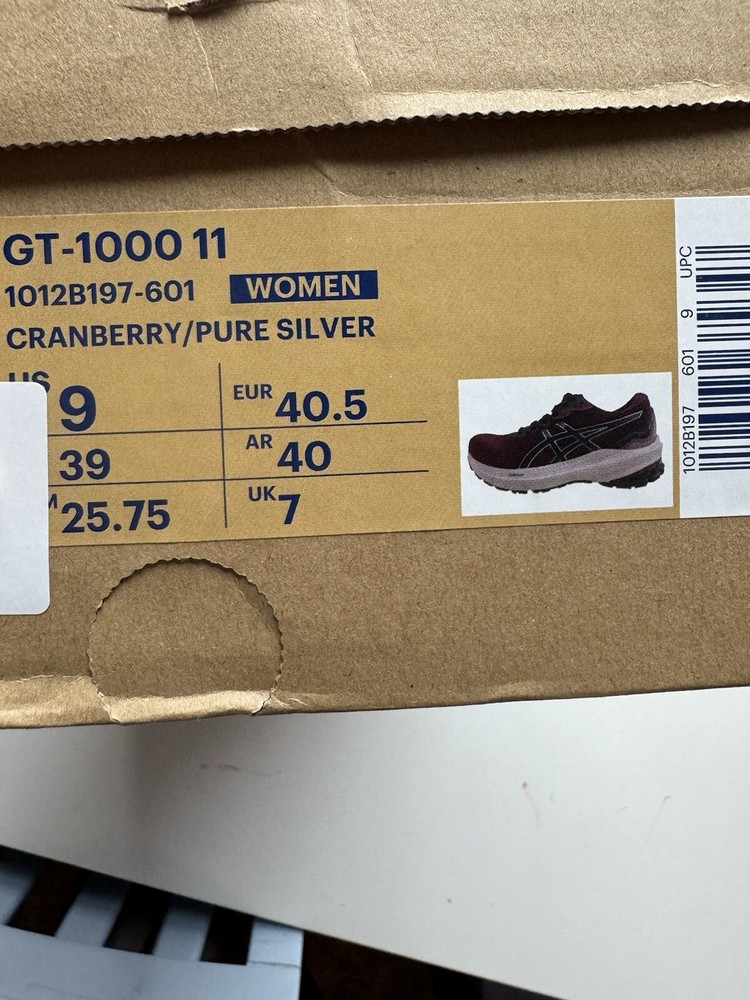 GT-1000 11
1012B197-601 WOMEN
CRANBERRY/PURE SILVER
US 9 EUR 40.5
39 AR 40
25.75 UK 7
1012B197 601 9 UPC